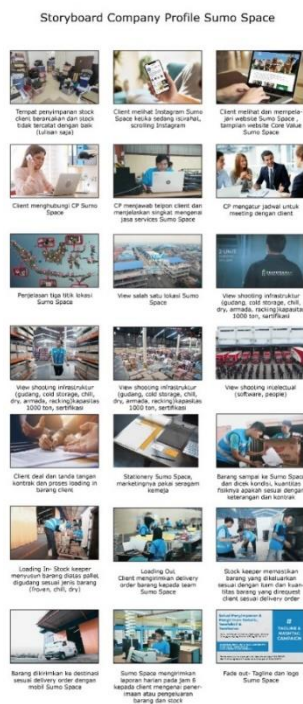 Storyboard Company Profile Sumo Space
Tempat penyimpanan stock
client berantakan dan stock
tidak tercatat dengan baik
(tulisan saja)
Client melihat Instagram Sumo
Space ketika sedang istirahat,
scrolling Instagram
Client melihat dan mempela-
jari website Sumo Space ,
tampilan website Core Value
Sumo Space
Client menghubungi CP Sumo
Space
CP menjawab telpon client dan
menjelaskan singkat mengenai
jasa services Sumo Space
CP mengatur jadwal untuk
meeting dengan client
Penjelasan tiga titik lokasi
Sumo Space
View salah satu lokasi Sumo
Space
View shooting infrastruktur
(gudang, cold storage, chill,
dry, armada, racking)kapasitas
1000 ton, sertifikasi
View shooting infrastruktur
(gudang, cold storage, chill,
dry, armada, racking)kapasitas
1000 ton, sertifikasi
View shooting infrastruktur
(gudang, cold storage, chill,
dry, armada, racking)kapasitas
1000 ton, sertifikasi
View shooting intelectual
(software, people)
Client deal dan tanda tangan
kontrak dan proses loading in
barang client
Stationery Sumo Space,
marketingnya pakai seragam
kemeja
Barang sampai ke Sumo Space
dan dicek kondisi, kuantitas
fisiknya apakah sesuai dengan
keterangan dan kontrak
Loading In- Stock keeper
menyusun barang diatas pallet
digudang sesuai jenis barang
(frozen, chill, dry)
Loading Out
Client mengirimkan delivery
order barang kepada team
Sumo Space
Stock keeper memastikan
barang yang dikeluarkan
sesuai dengan item dan kuan-
titas barang yang direquest
client sesuai delivery order
Barang dikirimkan ke destinasi
sesuai delivery order dengan
mobil Sumo Space
Sumo Space mengirimkan
laporan harian pada jam 6
kepada client mengenai pener-
imaan atau pengeluaran
barang dan stock
TAGLINE &
Fade out- Tagline dan logo
Sumo Space